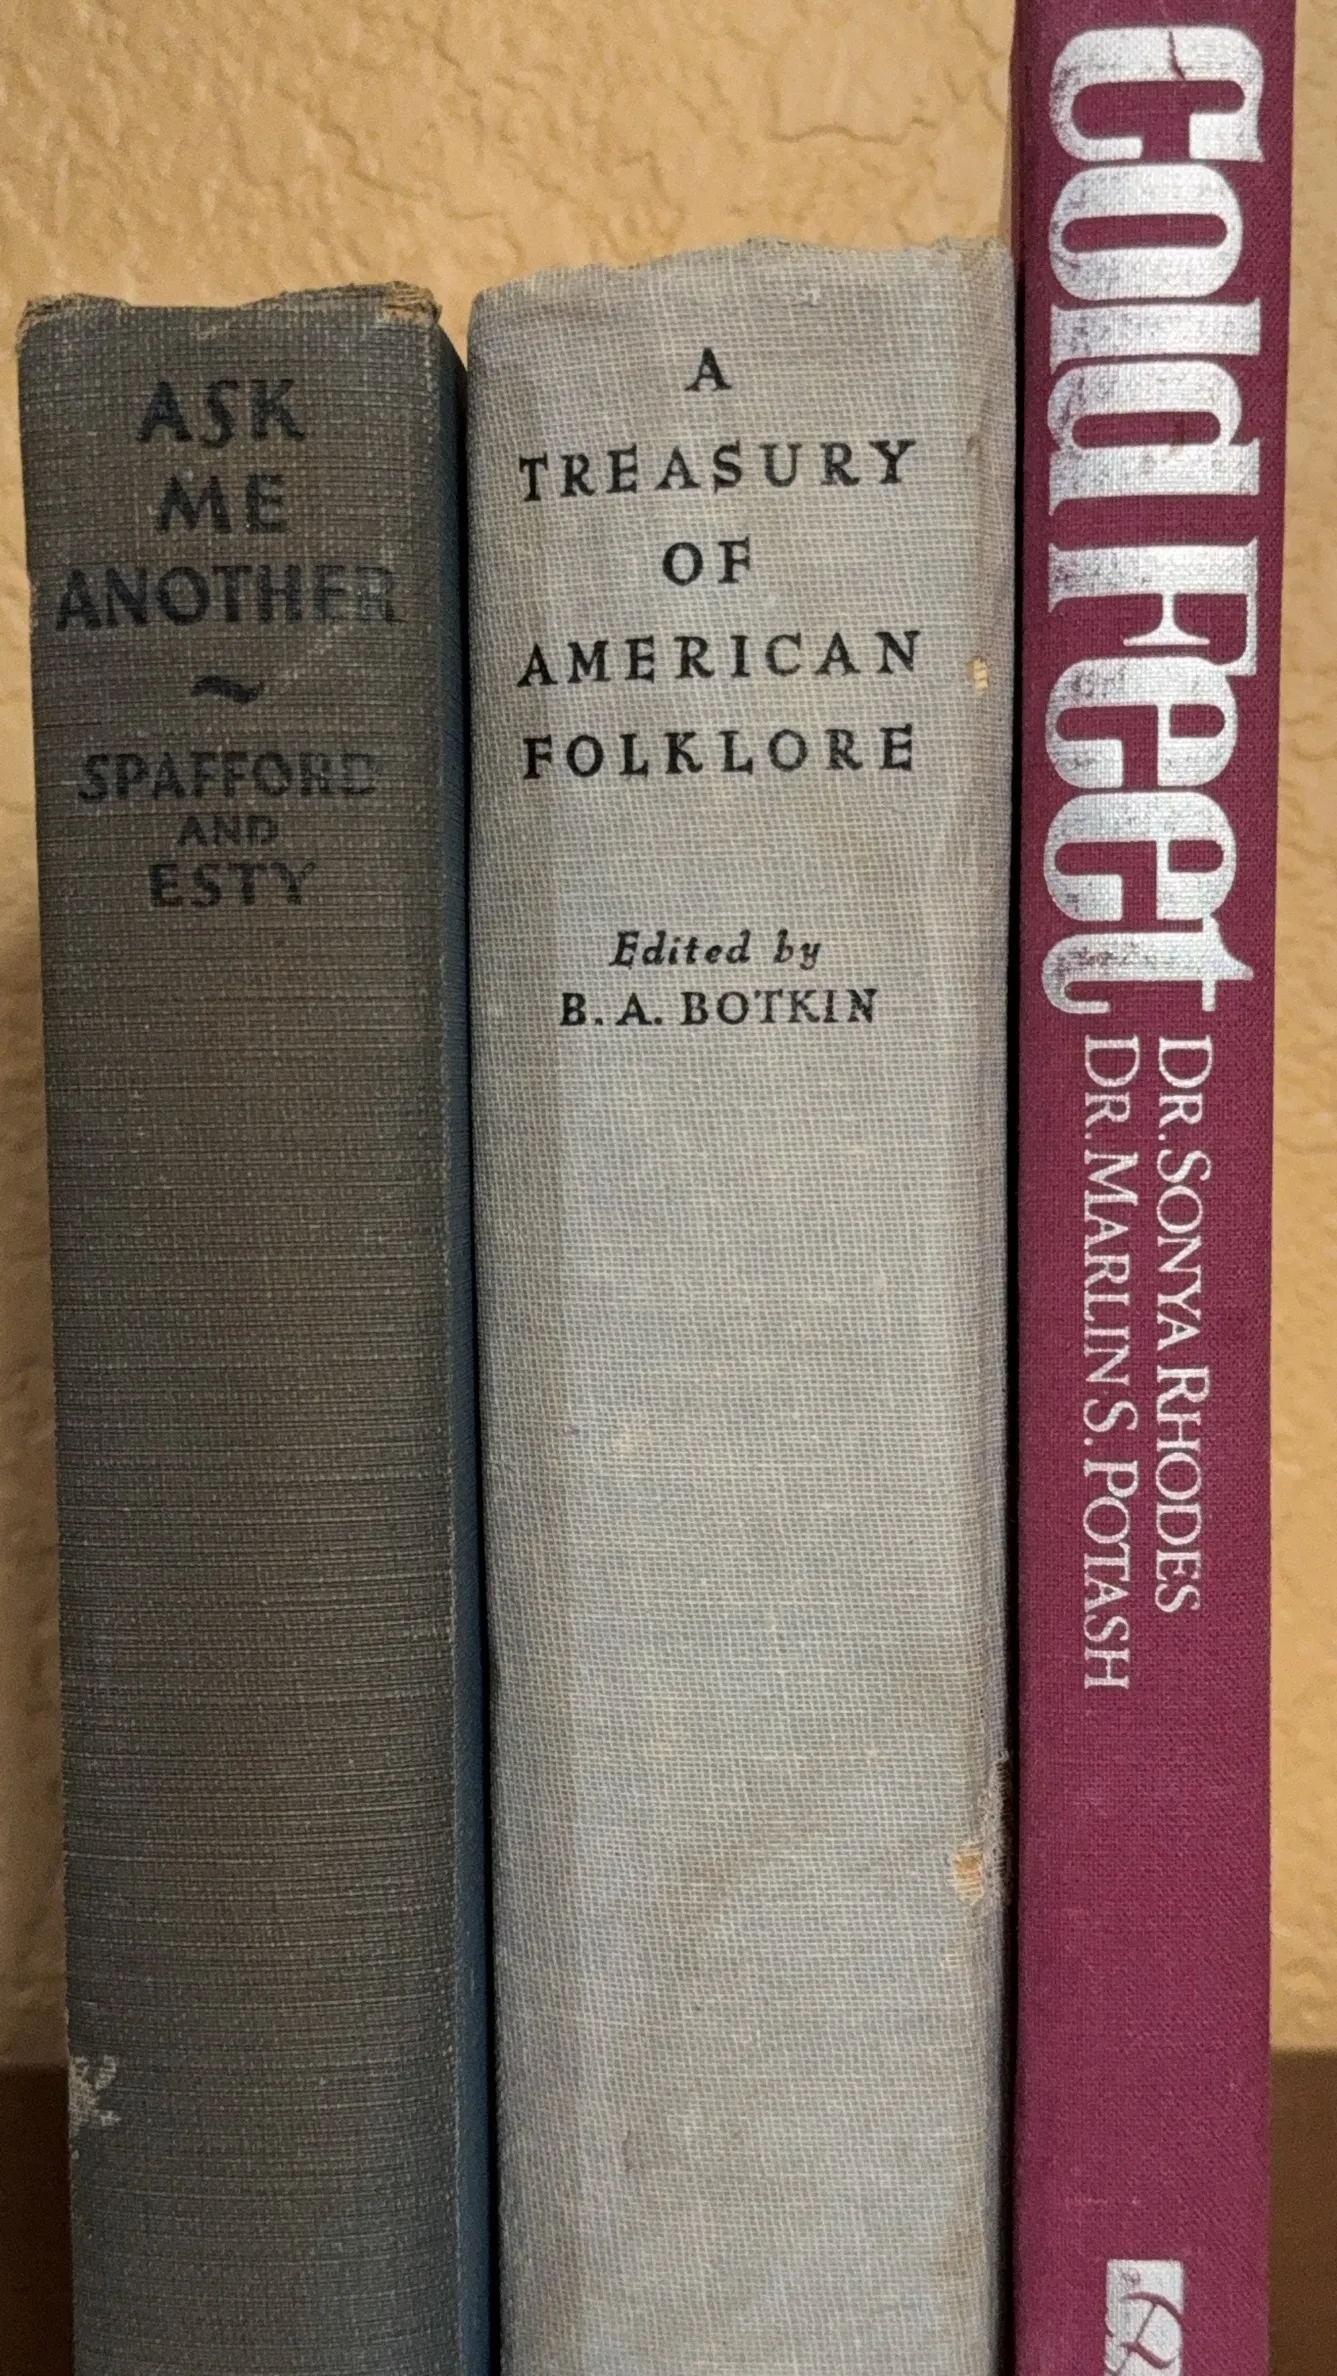 ASK
ME
ANOTHER
~
SPAFFORD
AND
ESTY
A
TREASURY
OF
AMERICAN
FOLKLORE
Edited by
B. A. BOTKIN
Cold Feet
DR. SONYA RHODES
DR. MARLIN S. POTASH